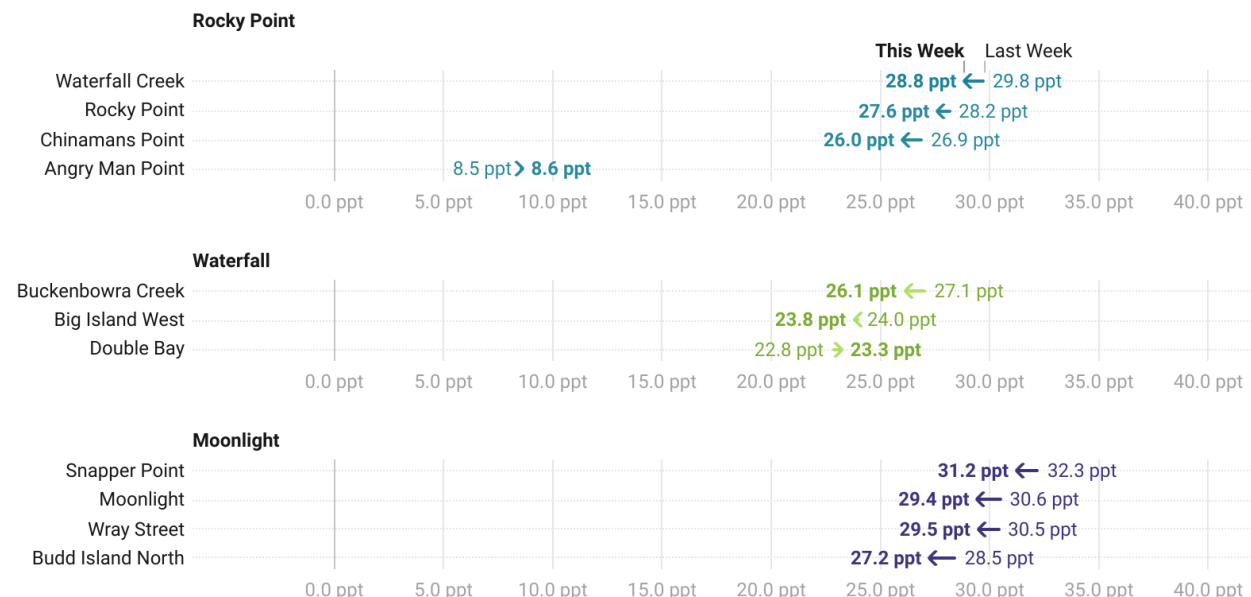 Rocky Point
This Week Last Week
Waterfall Creek 28.8 ppt 29.8 ppt
Rocky Point 27.6 ppt 28.2 ppt
Chinamans Point 26.0 ppt 26.9 ppt
Angry Man Point 8.5 ppt 8.6 ppt
0.0 ppt 5.0 ppt 10.0 ppt 15.0 ppt 20.0 ppt 25.0 ppt 30.0 ppt 35.0 ppt 40.0 ppt
Waterfall
Buckenbowra Creek 26.1 ppt 27.1 ppt
Big Island West 23.8 ppt 24.0 ppt
Double Bay 22.8 ppt 23.3 ppt
0.0 ppt 5.0 ppt 10.0 ppt 15.0 ppt 20.0 ppt 25.0 ppt 30.0 ppt 35.0 ppt 40.0 ppt
Moonlight
Snapper Point 31.2 ppt 32.3 ppt
Moonlight 29.4 ppt 30.6 ppt
Wray Street 29.5 ppt 30.5 ppt
Budd Island North 27.2 ppt 28.5 ppt
0.0 ppt 5.0 ppt 10.0 ppt 15.0 ppt 20.0 ppt 25.0 ppt 30.0 ppt 35.0 ppt 40.0 ppt